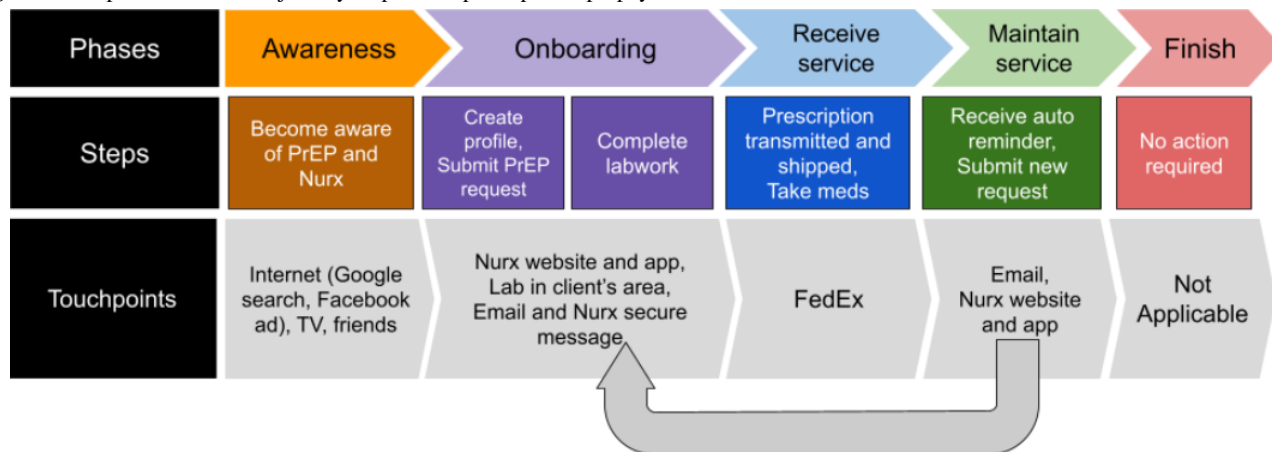 Phases
Awareness
Onboarding
Receive
service
Maintain
service
Finish
Steps
Become aware
of PrEP and
Nurx
Create
profile,
Submit PrEP
request
Complete
labwork
Prescription
transmitted and
shipped,
Take meds
Receive auto
reminder,
Submit new
request
No action
required
Touchpoints
Internet (Google
search, Facebook
ad), TV, friends
Nurx website and app,
Lab in client's area,
Email and Nurx secure
message
FedEx
Email,
Nurx website
and app
Not
Applicable